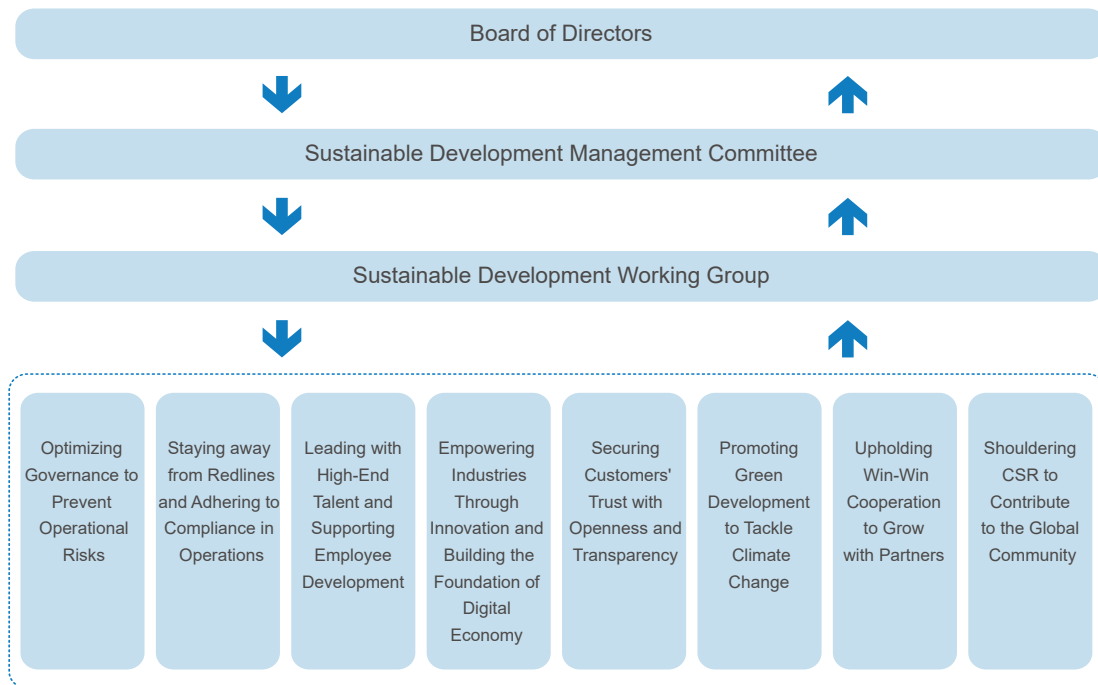 Board of Directors
Sustainable Development Management Committee
Sustainable Development Working Group
Optimizing
Governance to
Prevent
Operational
Risks
Staying away
from Redlines
and Adhering to
Compliance in
Operations
Leading with
High-End
Talent and
Supporting
Employee
Development
Empowering
Industries
Through
Innovation and
Building the
Foundation of
Digital
Economy
Securing
Customers'
Trust with
Openness and
Transparency
Promoting
Green
Development
to Tackle
Climate
Change
Upholding
Win-Win
Cooperation
to Grow
with Partners
Shouldering
CSR to
Contribute
to the Global
Community